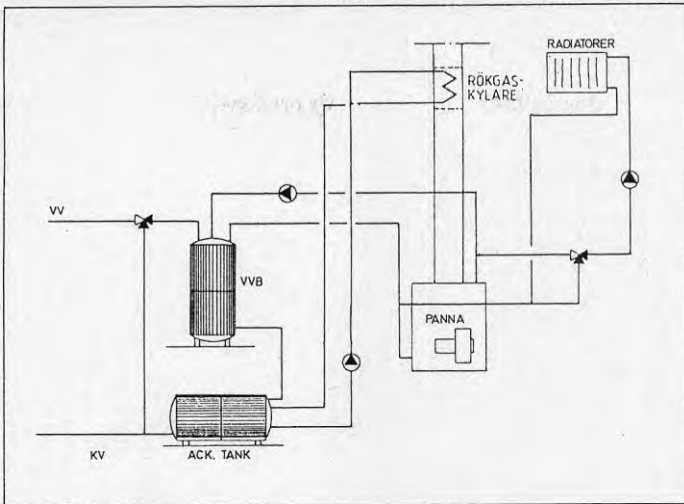 RADIATORER
RÖKGAS-
KYLARE
VV
VVB
PANNA
KV
ACK. TANK